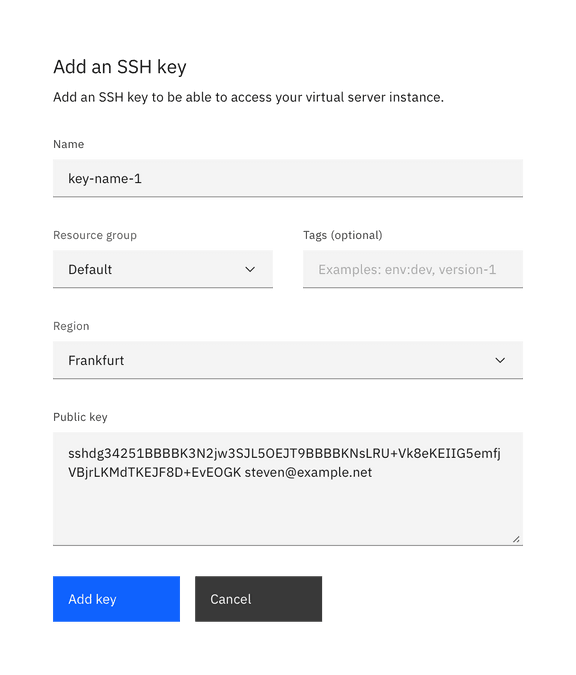 Add an SSH key
Add an SSH key to be able to access your virtual server instance.
Name
key-name-1
Resource group
Tags (optional)
Default
Examples: env:dev, version-1
Region
Frankfurt
Public key
sshdg34251BBBBK3N2jw3SJL5OEJT9BBBBKNsLRU+Vk8eKEIIG5emfj
VBjrLKMdTKEJF8D+EvEOGK steven@example.net
Add key
Cancel